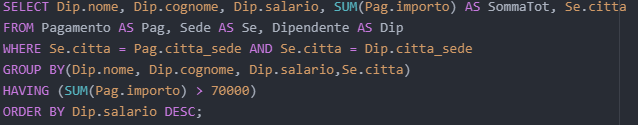 SELECT Dip.nome, Dip.cognome, Dip.salario, SUM(Pag.importo) AS SommaTot, Se.citta
FROM Pagamento AS Pag, Sede AS Se, Dipendente AS Dip
WHERE Se.citta = Pag.citta_sede AND Se.citta = Dip.citta_sede
GROUP BY(Dip.nome, Dip.cognome, Dip.salario,Se.citta)
HAVING (SUM(Pag.importo) > 70000)
ORDER BY Dip.salario DESC;